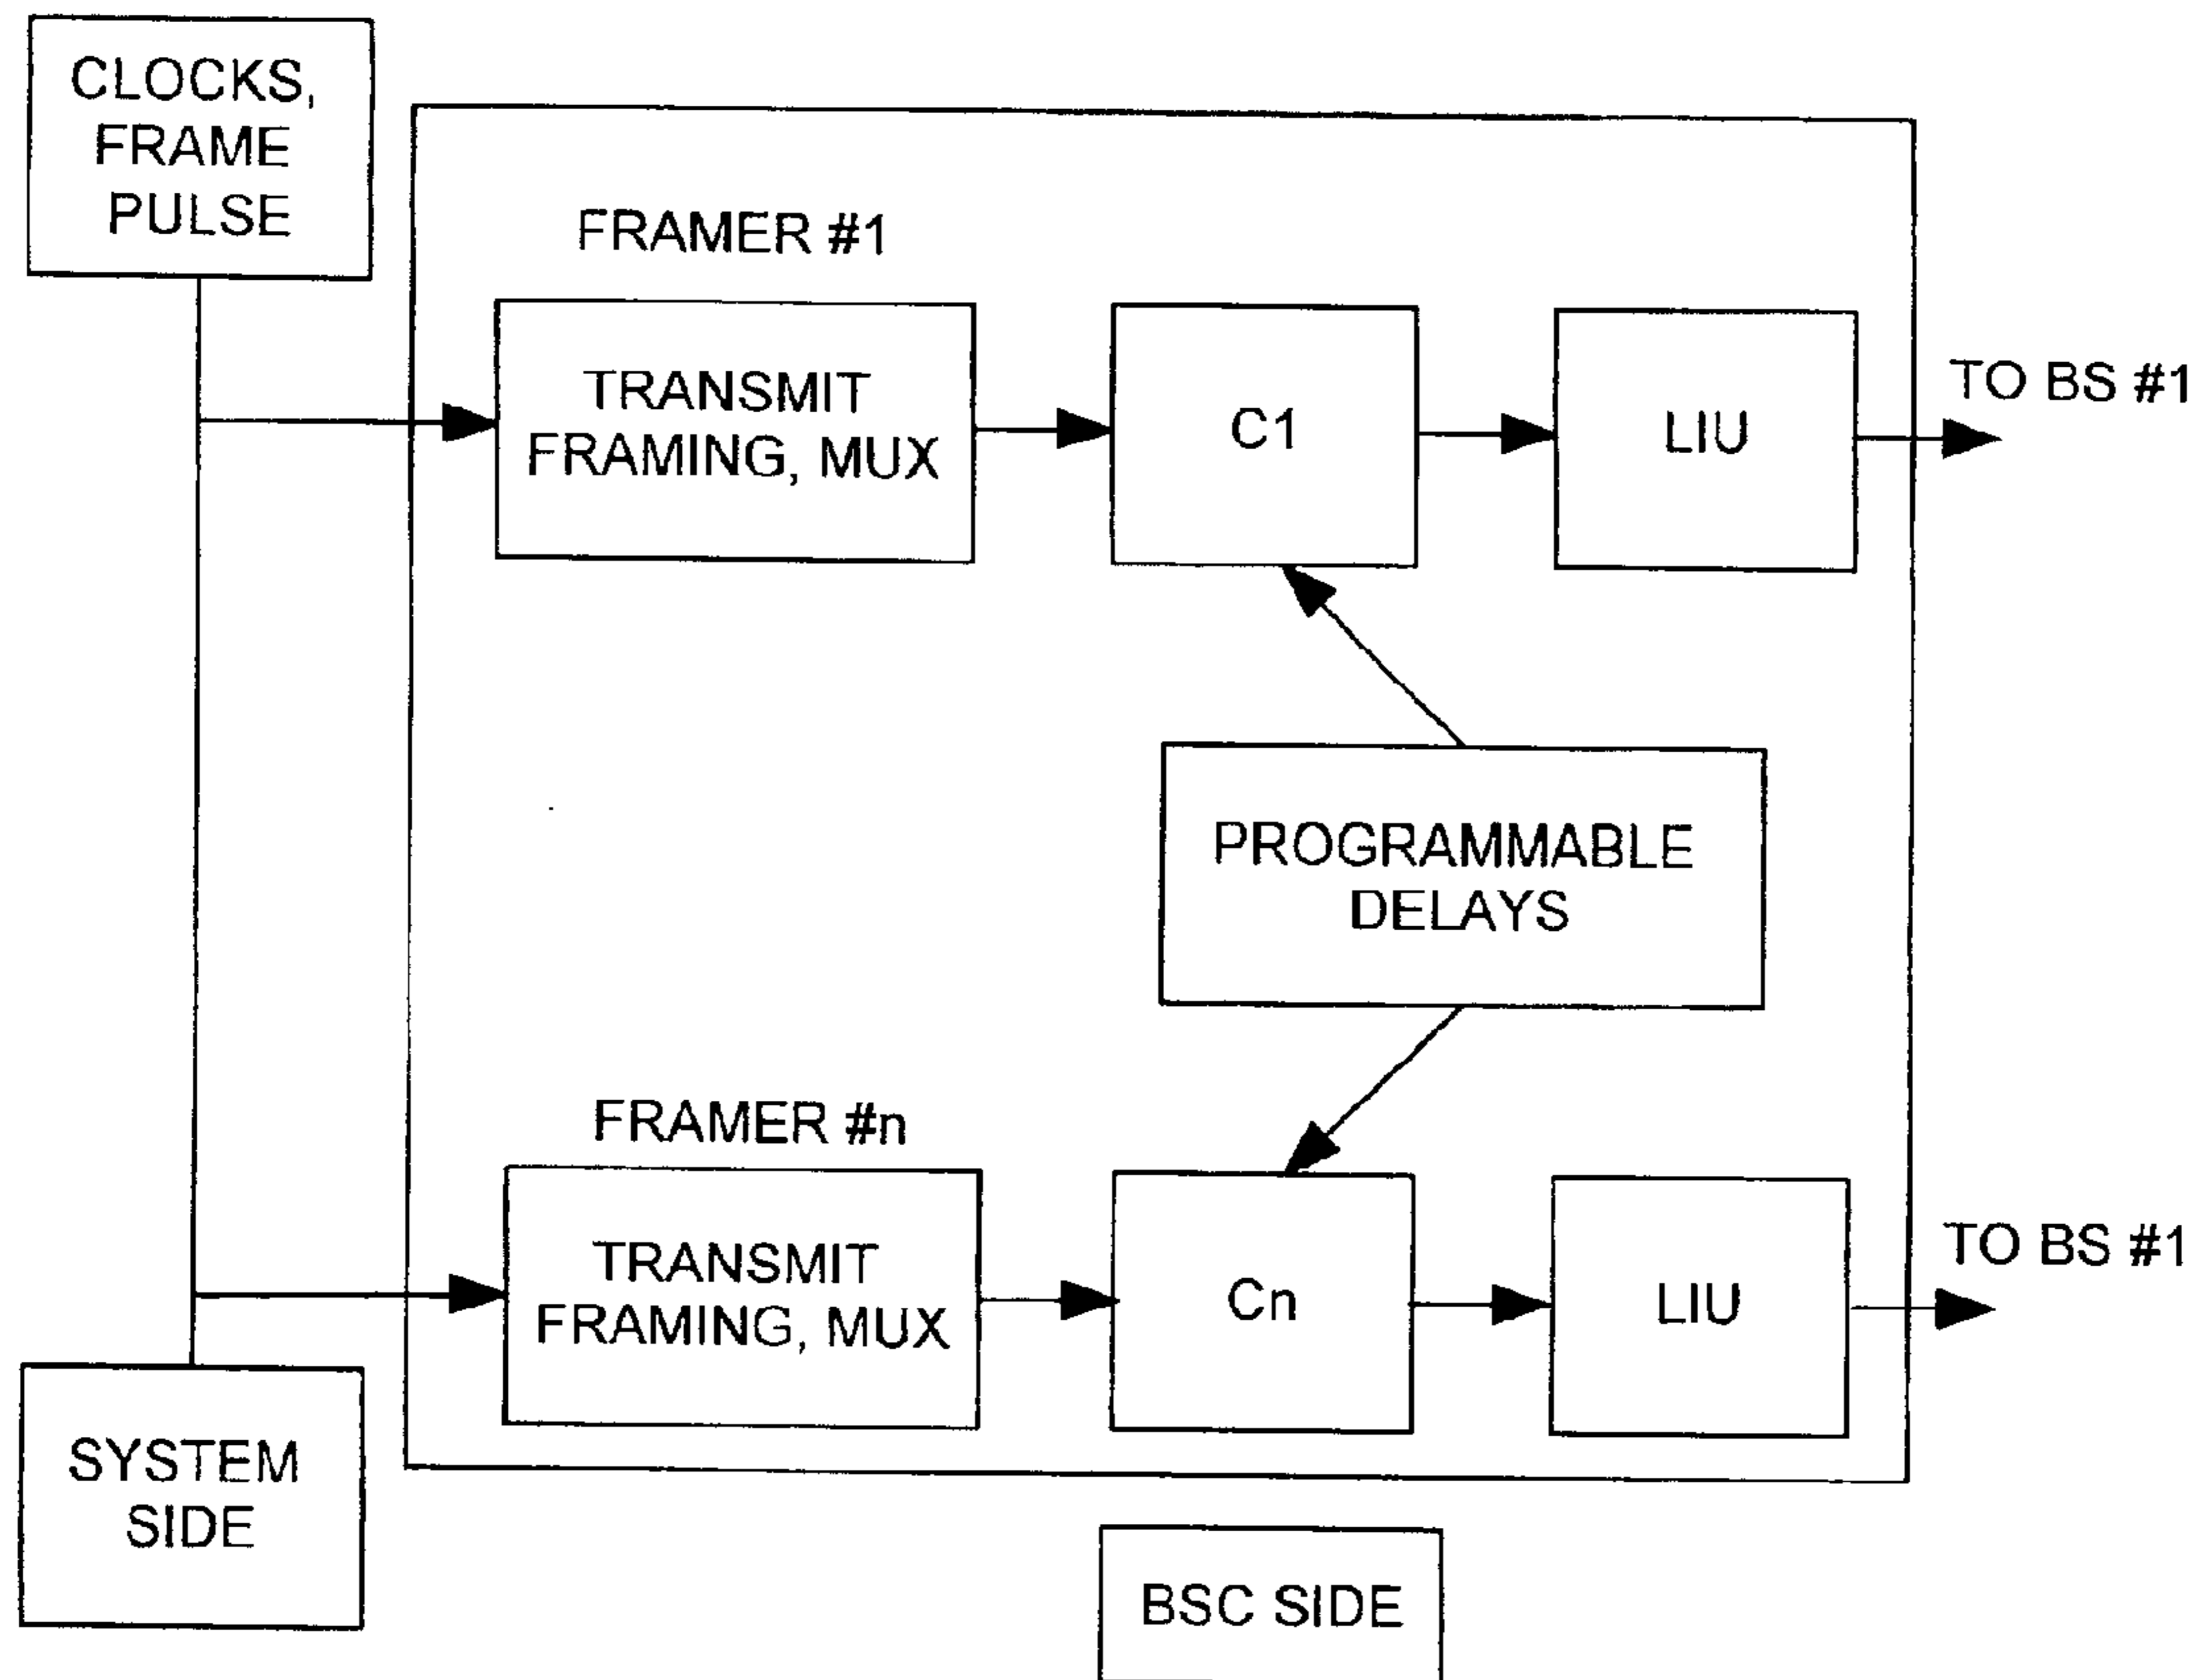 CLOCKS,
FRAME
PULSE
FRAMER #1
TRANSMIT
FRAMING, MUX
C1
LIU
TO BS #1
PROGRAMMABLE
DELAYS
FRAMER #n
TRANSMIT
FRAMING, MUX
Cn
LIU
TO BS #1
SYSTEM
SIDE
BSC SIDE